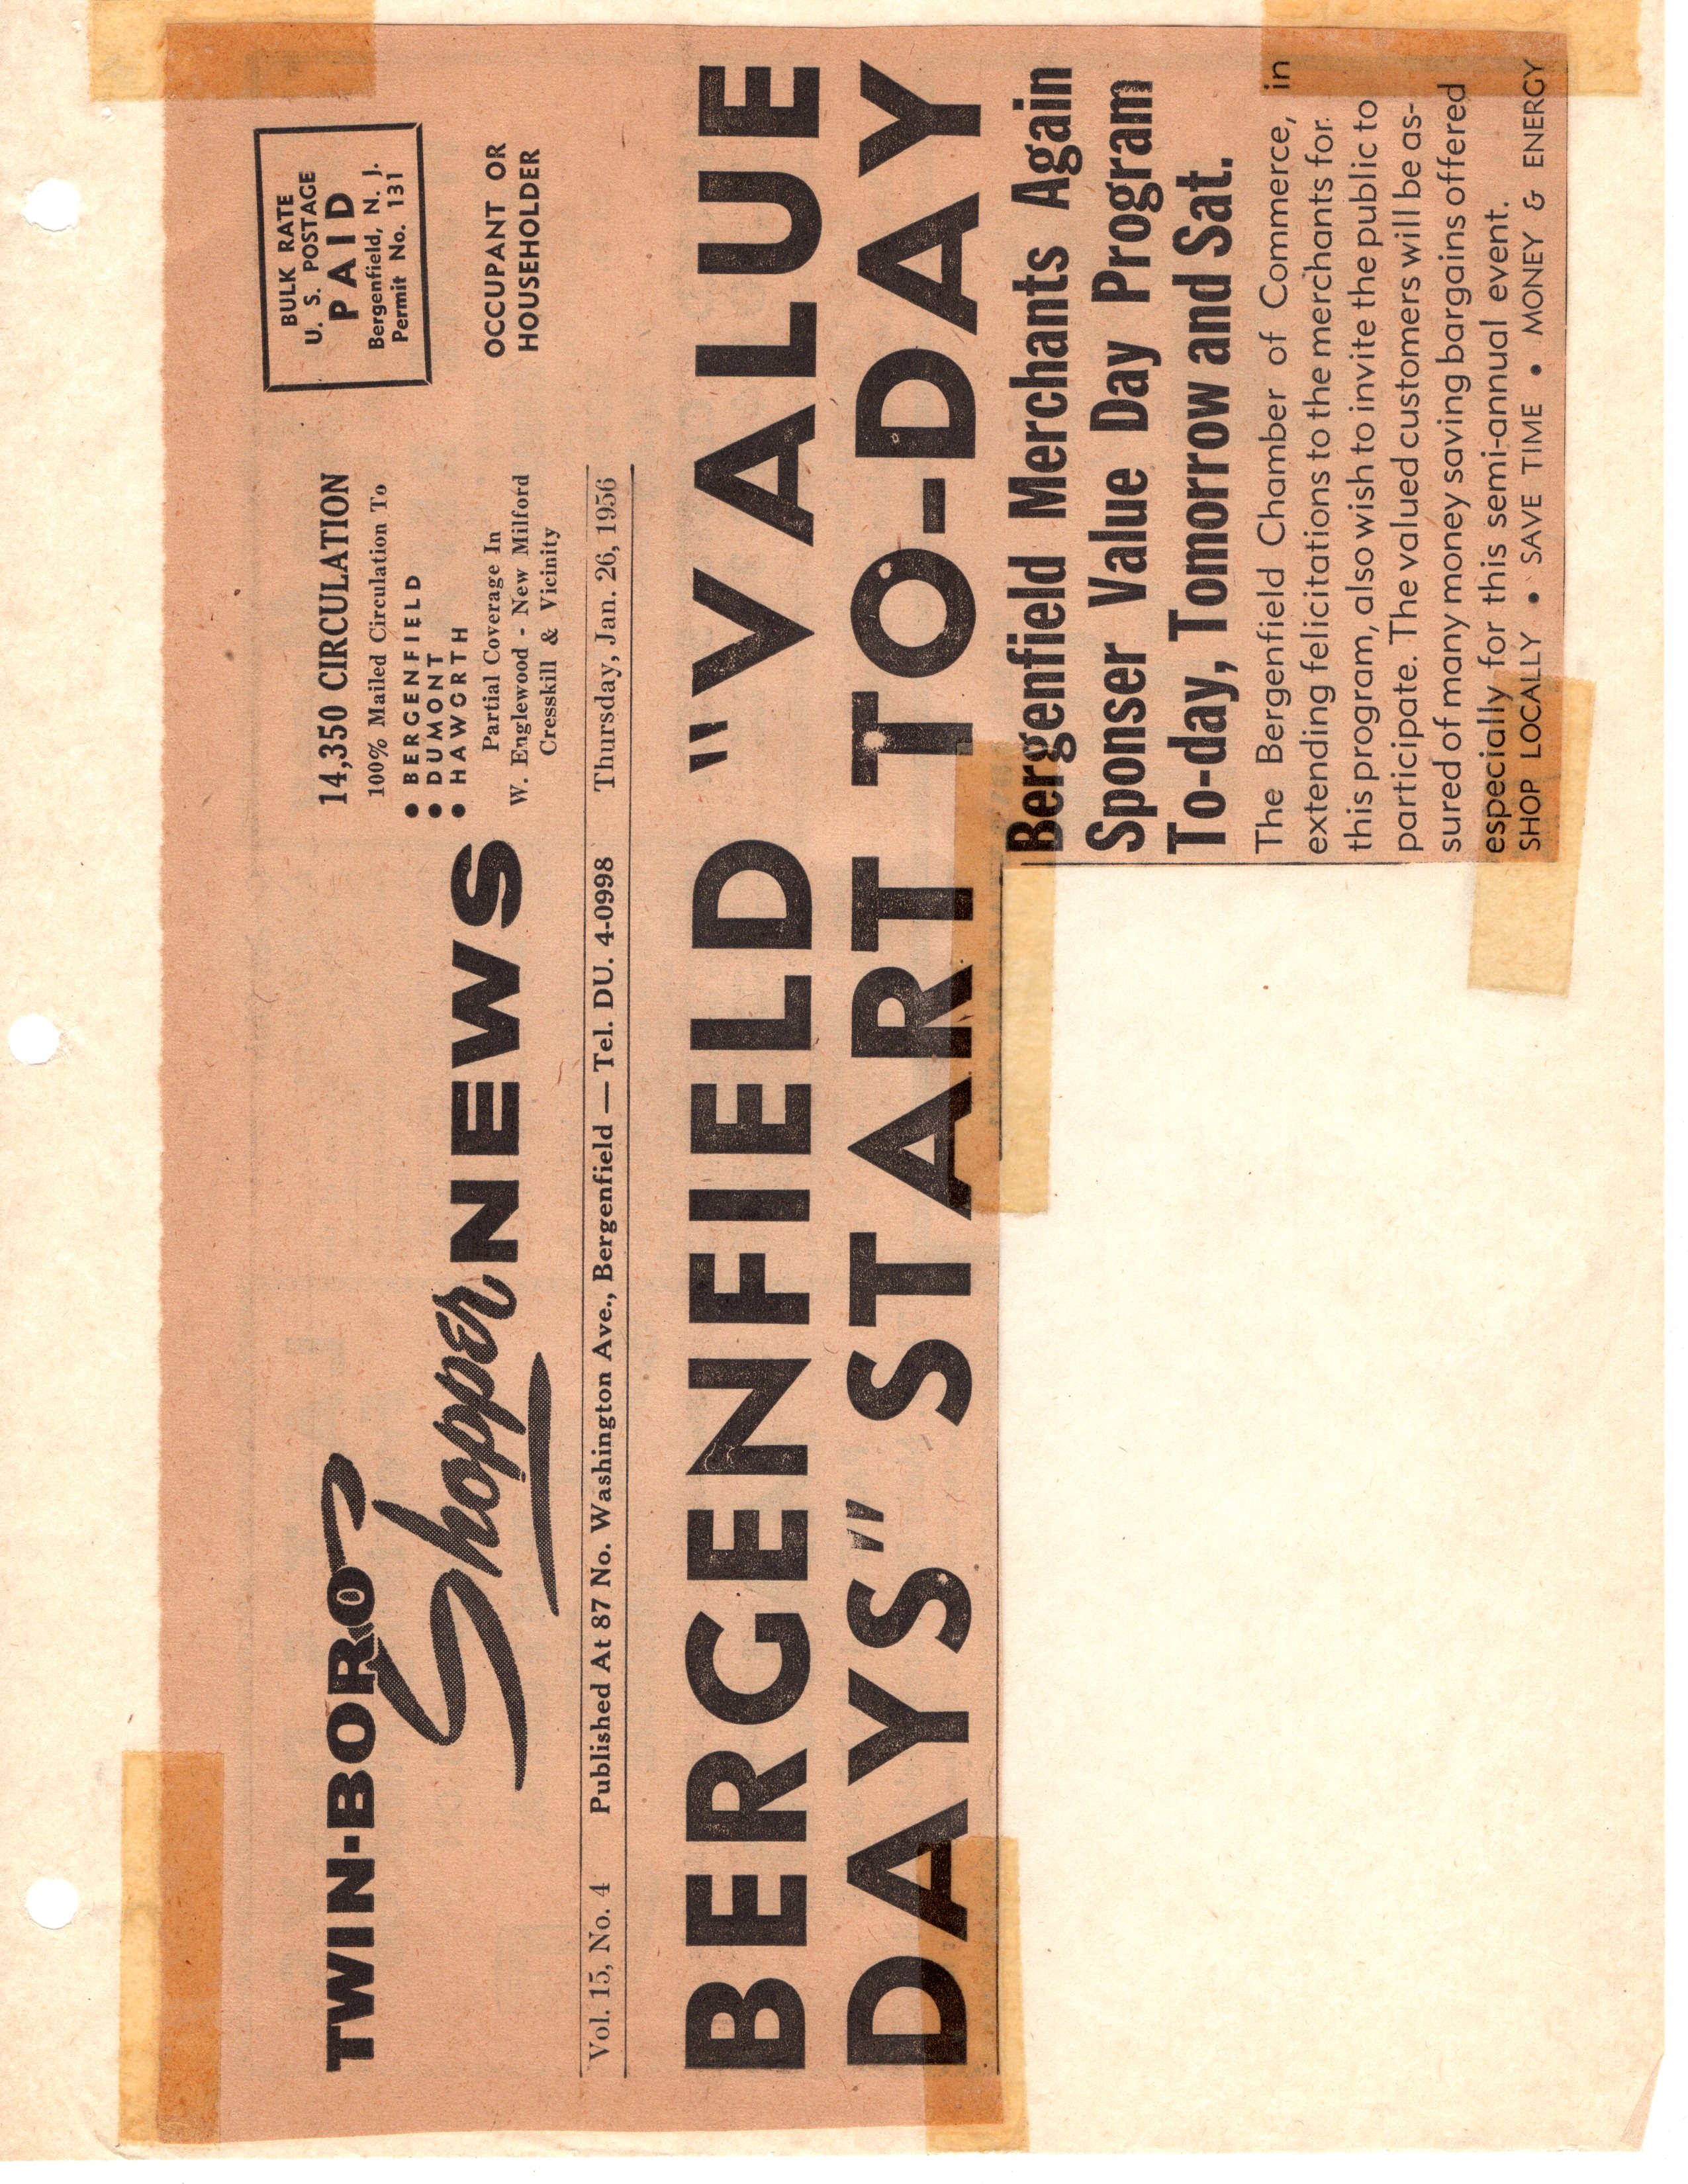 TWIN-BORO
Shopper NEWS
14,350 CIRCULATION
100% Mailed Circulation To
• BERGENFIELD
• DUMONT
• HAWORTH
Partial Coverage In
W. Englewood - New Milford
Cresskill & Vicinity
BULK RATE
U. S. POSTAGE
PAID
Bergenfield, N. J.
Permit No. 131
OCCUPANT OR
HOUSEHOLDER
Vol. 15, No. 4 Published At 87 No. Washington Ave., Bergenfield — Tel. DU. 4-0998 Thursday, Jan. 26, 1956
BERGENFIELD "VALUE
DAYS" START TO-DAY
Bergenfield Merchants Again
Sponser Value Day Program
To-day, Tomorrow and Sat.
The Bergenfield Chamber of Commerce, in
extending felicitations to the merchants for
this program, also wish to invite the public to
participate. The valued customers will be as-
sured of many money saving bargains offered
especially for this semi-annual event.
SHOP LOCALLY • SAVE TIME • MONEY & ENERGY